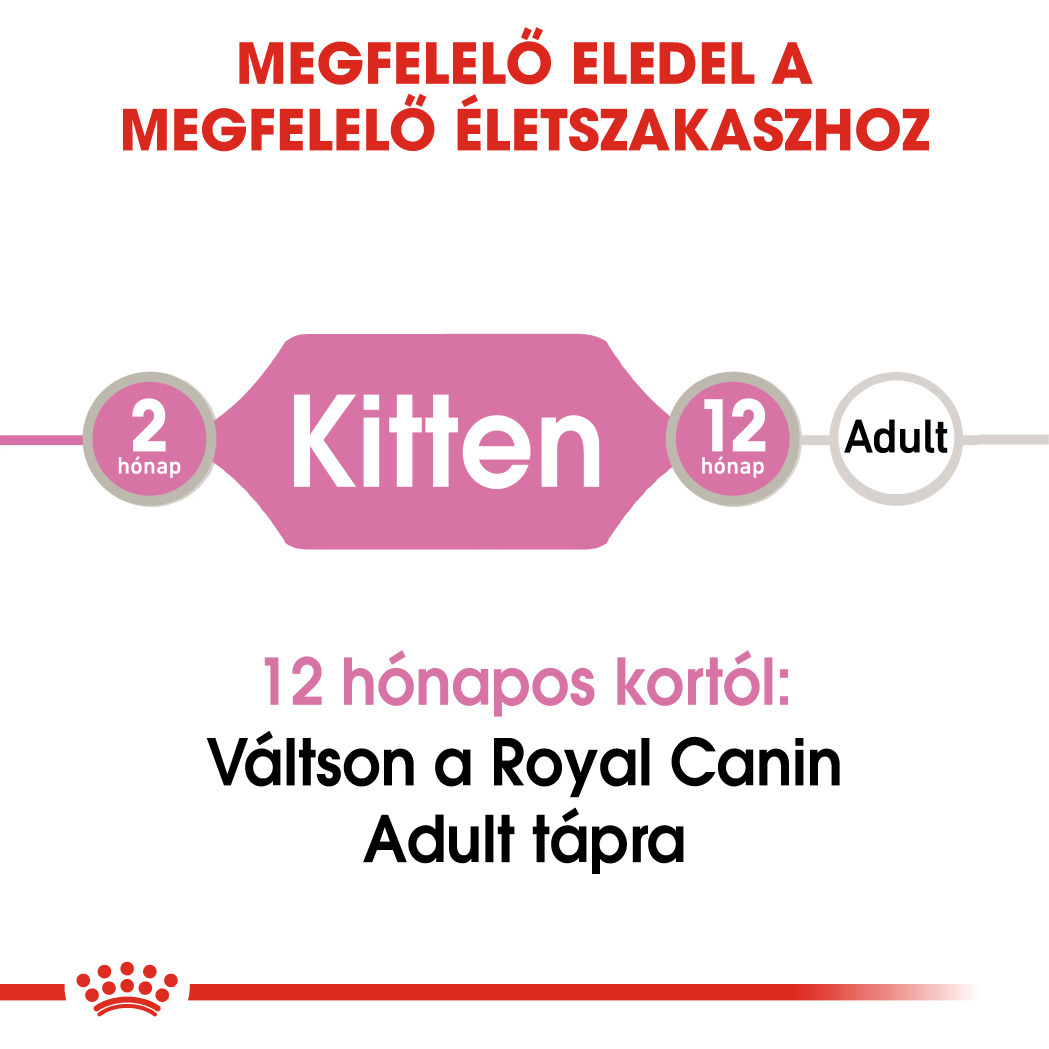 MEGFELELŐ ELEDEL A
MEGFELELŐ ÉLETSZAKASZHOZ
2
hónap
Kitten
12
hónap
Adult
12 hónapos kortól:
Váltson a Royal Canin
Adult tápra